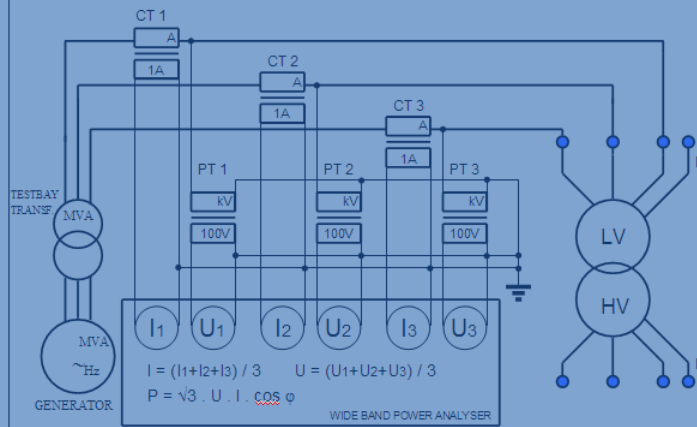 CT 1
A
1A
CT 2
A
1A
CT 3
A
1A
PT 1
kV
100V
PT 2
kV
100V
PT 3
kV
100V
TESTBAY
TRANSF.
MVA
LV
HV
MVA
~Hz
GENERATOR
I1 U1 I2 U2 I3 U3
I = (I1+I2+I3) / 3 U = (U1+U2+U3) / 3
P = √3 . U . I . cos φ
WIDE BAND POWER ANALYSER